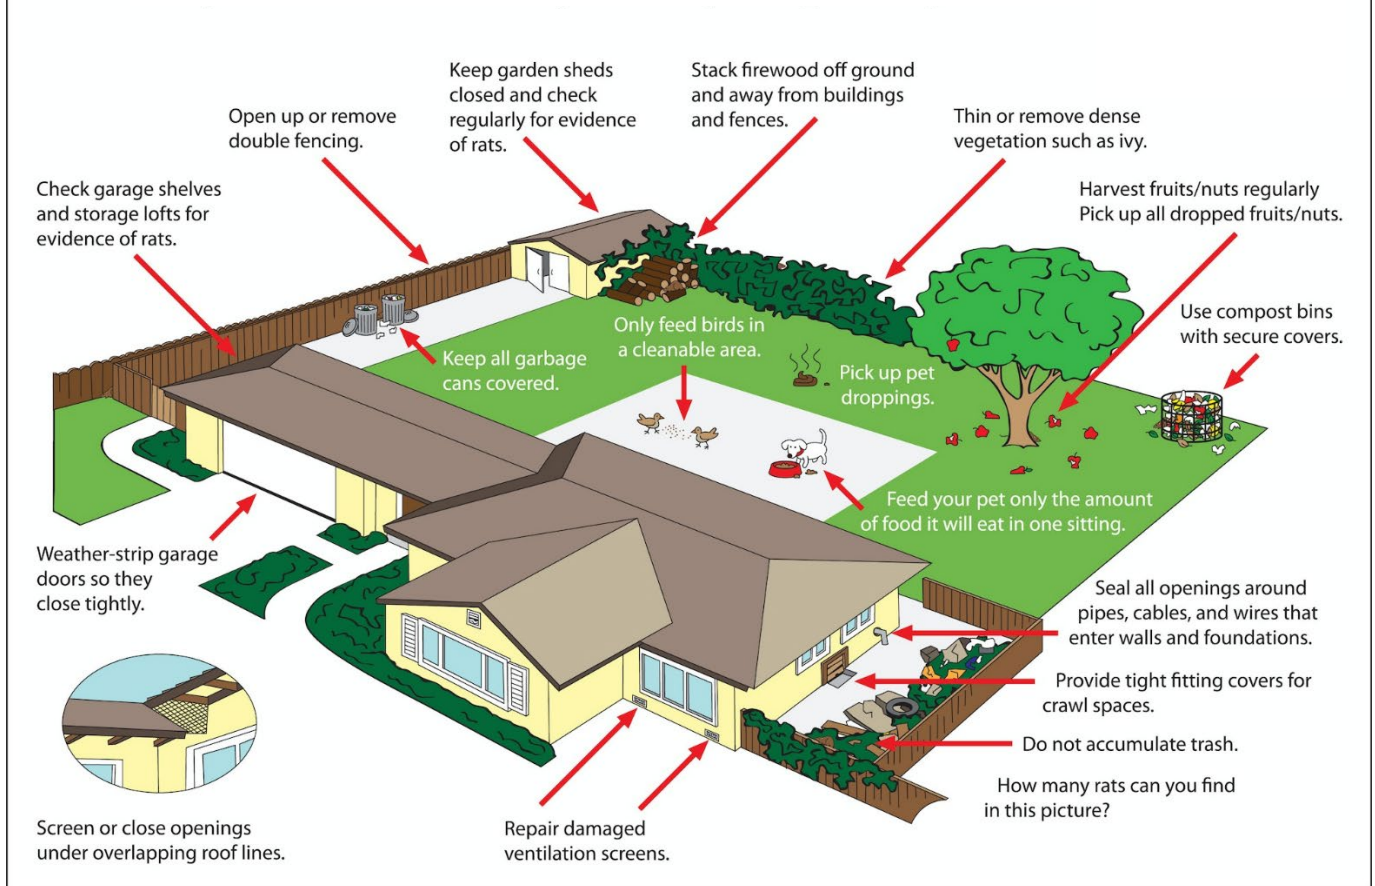 Keep garden sheds
closed and check
regularly for evidence
of rats.
Stack firewood off ground
and away from buildings
and fences.
Open up or remove
double fencing.
Thin or remove dense
vegetation such as ivy.
Check garage shelves
and storage lofts for
evidence of rats.
Harvest fruits/nuts regularly
Pick up all dropped fruits/nuts.
Use compost bins
with secure covers.
Only feed birds in
a cleanable area.
Keep all garbage
cans covered.
Pick up pet
droppings.
Feed your pet only the amount
of food it will eat in one sitting.
Weather-strip garage
doors so they
close tightly.
Seal all openings around
pipes, cables, and wires that
enter walls and foundations.
Provide tight fitting covers for
crawl spaces.
Do not accumulate trash.
How many rats can you find
in this picture?
Screen or close openings
under overlapping roof lines.
Repair damaged
ventilation screens.